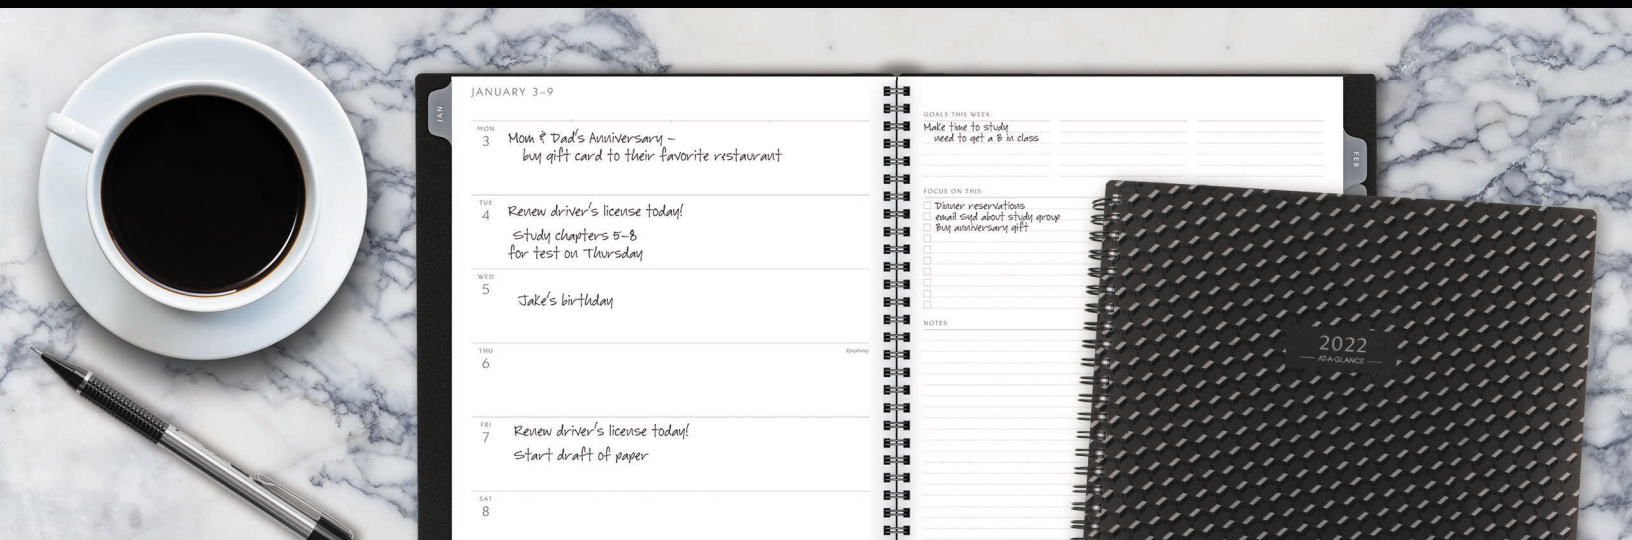 JANUARY 3–9
JAN
MON
3
Mom & Dad's Anniversary –
buy gift card to their favorite restaurant
TUE
4
Renew driver's license today!
Study chapters 5–8
for test on Thursday
WED
5
Jake's birthday
THU
6
Epiphany
FRI
7
Renew driver's license today!
Start draft of paper
SAT
8
GOALS THIS WEEK:
Make time to study
need to get a B in class
FEB
FOCUS ON THIS:
Dinner reservations
email Syd about study group
Buy anniversary gift
NOTES
2022
AT-A-GLANCE